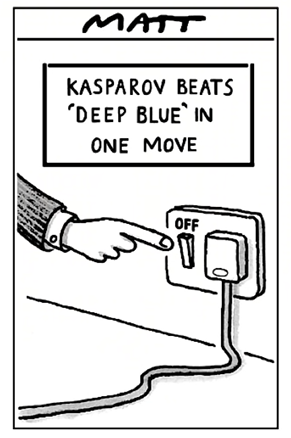 MATT
KASPAROV BEATS
'DEEP BLUE' IN
ONE MOVE
OFF